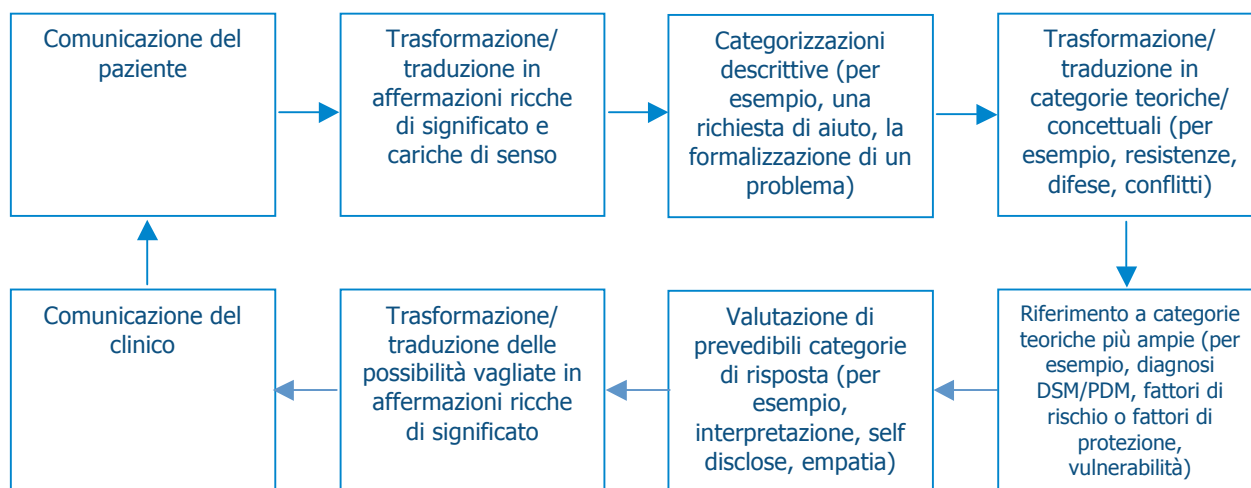 Comunicazione del
paziente
Trasformazione/
traduzione in
affermazioni ricche
di significato e
cariche di senso
Categorizzazioni
descrittive (per
esempio, una
richiesta di aiuto, la
formalizzazione di un
problema)
Trasformazione/
traduzione in
categorie teoriche/
concettuali (per
esempio, resistenze,
difese, conflitti)
Comunicazione del
clinico
Trasformazione/
traduzione delle
possibilità vagliate in
affermazioni ricche
di significato
Valutazione di
prevedibili categorie
di risposta (per
esempio,
interpretazione, self
disclose, empatia)
Riferimento a categorie
teoriche più ampie (per
esempio, diagnosi
DSM/PDM, fattori di
rischio o fattori di
protezione,
vulnerabilità)